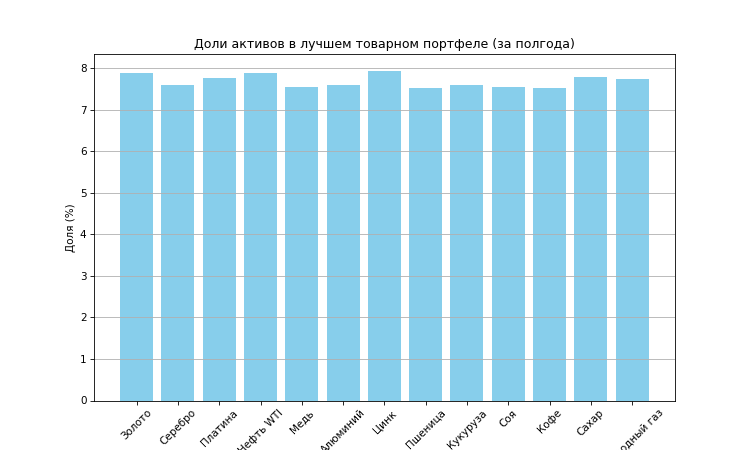 Доли активов в лучшем товарном портфеле (за полгода)
Доля (%)
8
7
6
5
4
3
2
1
0
Золото
Серебро
Платина
Нефть WTI
Медь
Алюминий
Цинк
Пшеница
Кукуруза
Соя
Кофе
Сахар
газ